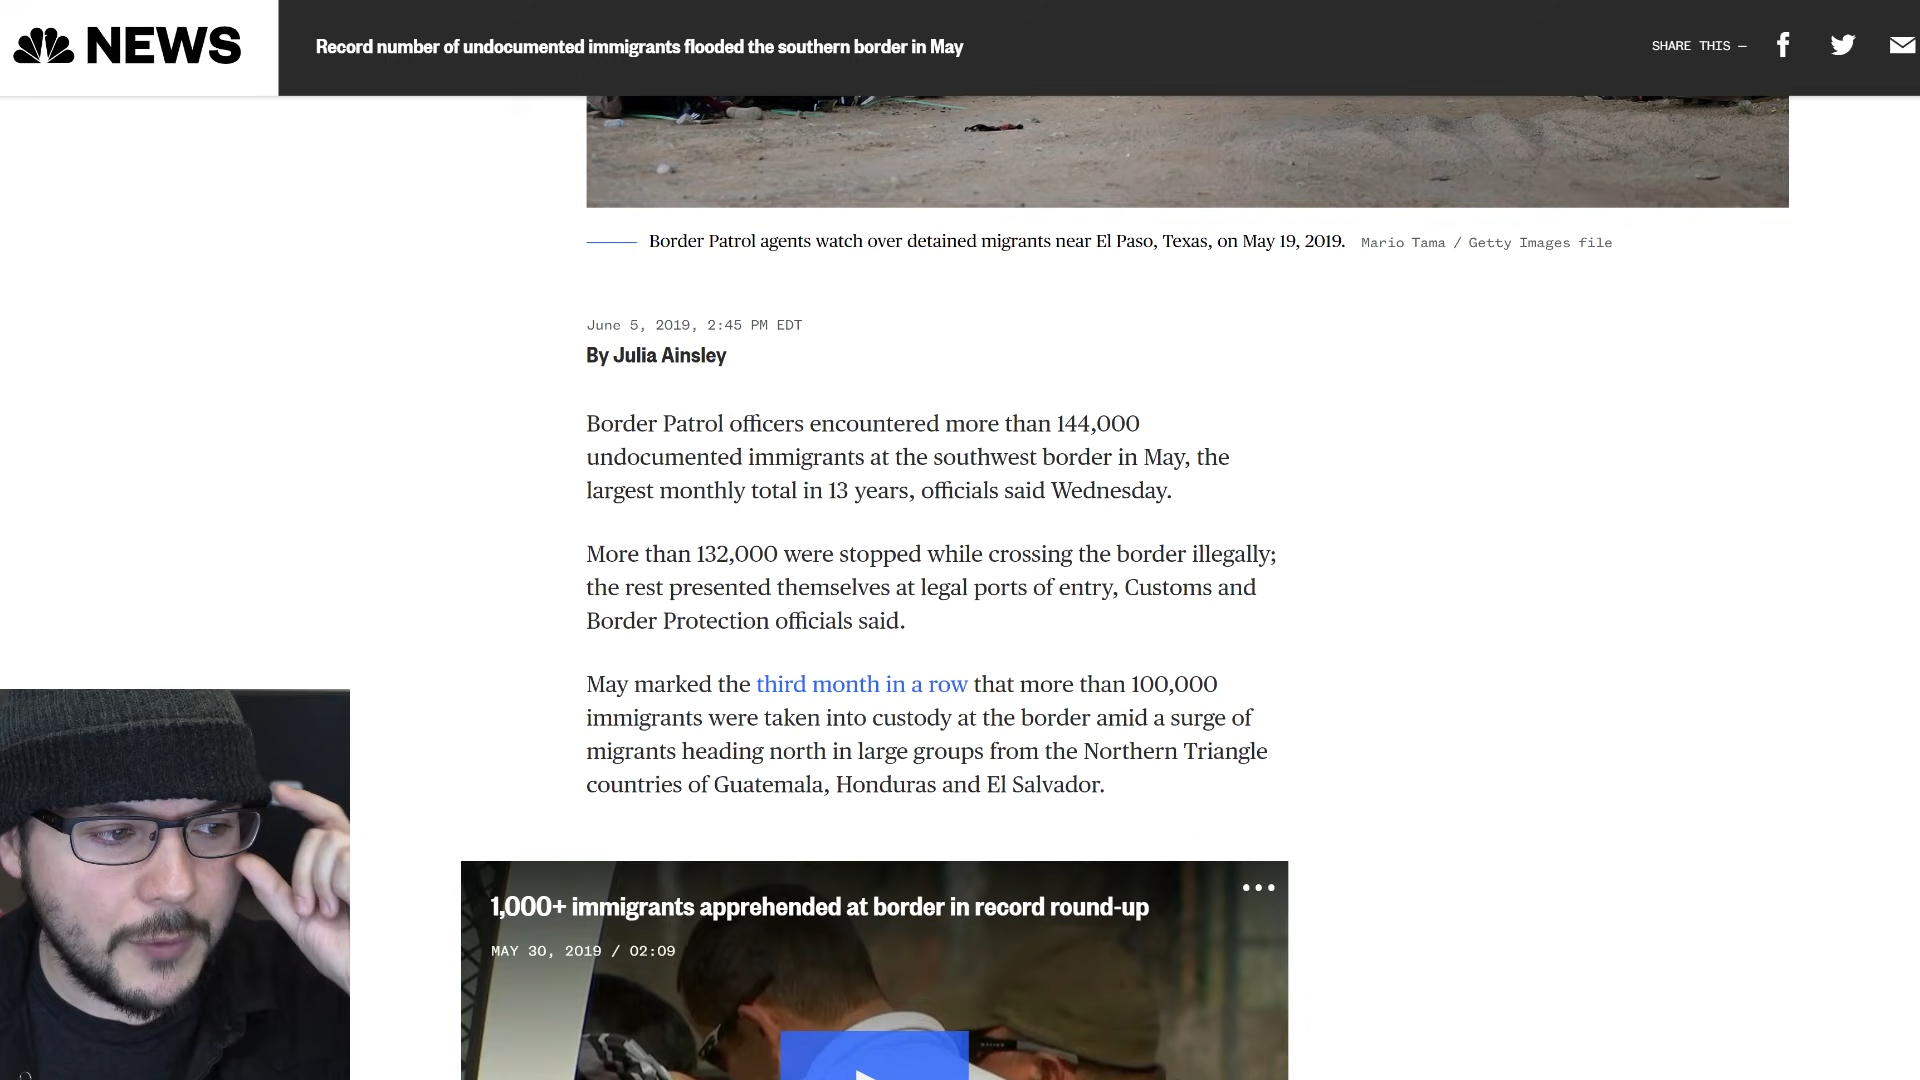 NEWS
Record number of undocumented immigrants flooded the southern border in May
SHARE THIS —
Border Patrol agents watch over detained migrants near El Paso, Texas, on May 19, 2019. Mario Tama / Getty Images file
June 5, 2019, 2:45 PM EDT
By Julia Ainsley
Border Patrol officers encountered more than 144,000
undocumented immigrants at the southwest border in May, the
largest monthly total in 13 years, officials said Wednesday.
More than 132,000 were stopped while crossing the border illegally;
the rest presented themselves at legal ports of entry, Customs and
Border Protection officials said.
May marked the third month in a row that more than 100,000
immigrants were taken into custody at the border amid a surge of
migrants heading north in large groups from the Northern Triangle
countries of Guatemala, Honduras and El Salvador.
1,000+ immigrants apprehended at border in record round-up
MAY 30, 2019 / 02:09